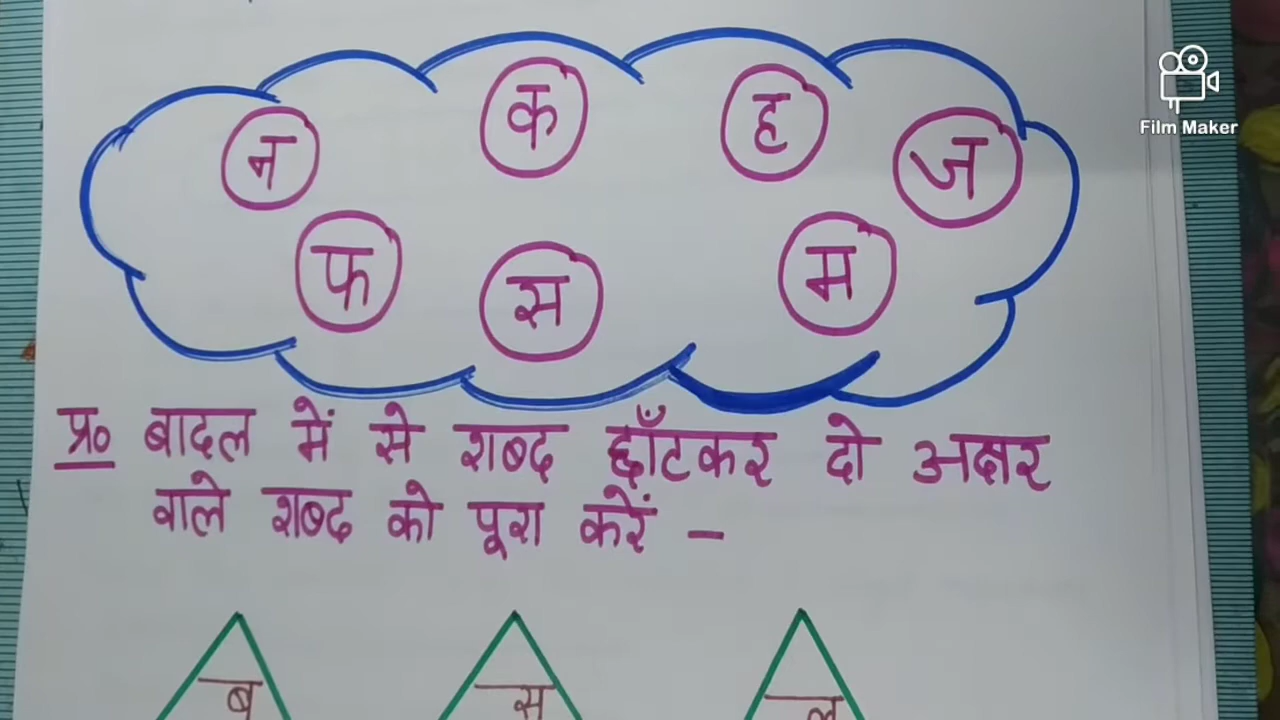 न क ह ज
फ स म
Film Maker
प्र० बादल में से शब्द छाँटकर दो अक्षर
वाले शब्द को पूरा करें -
ब स ल